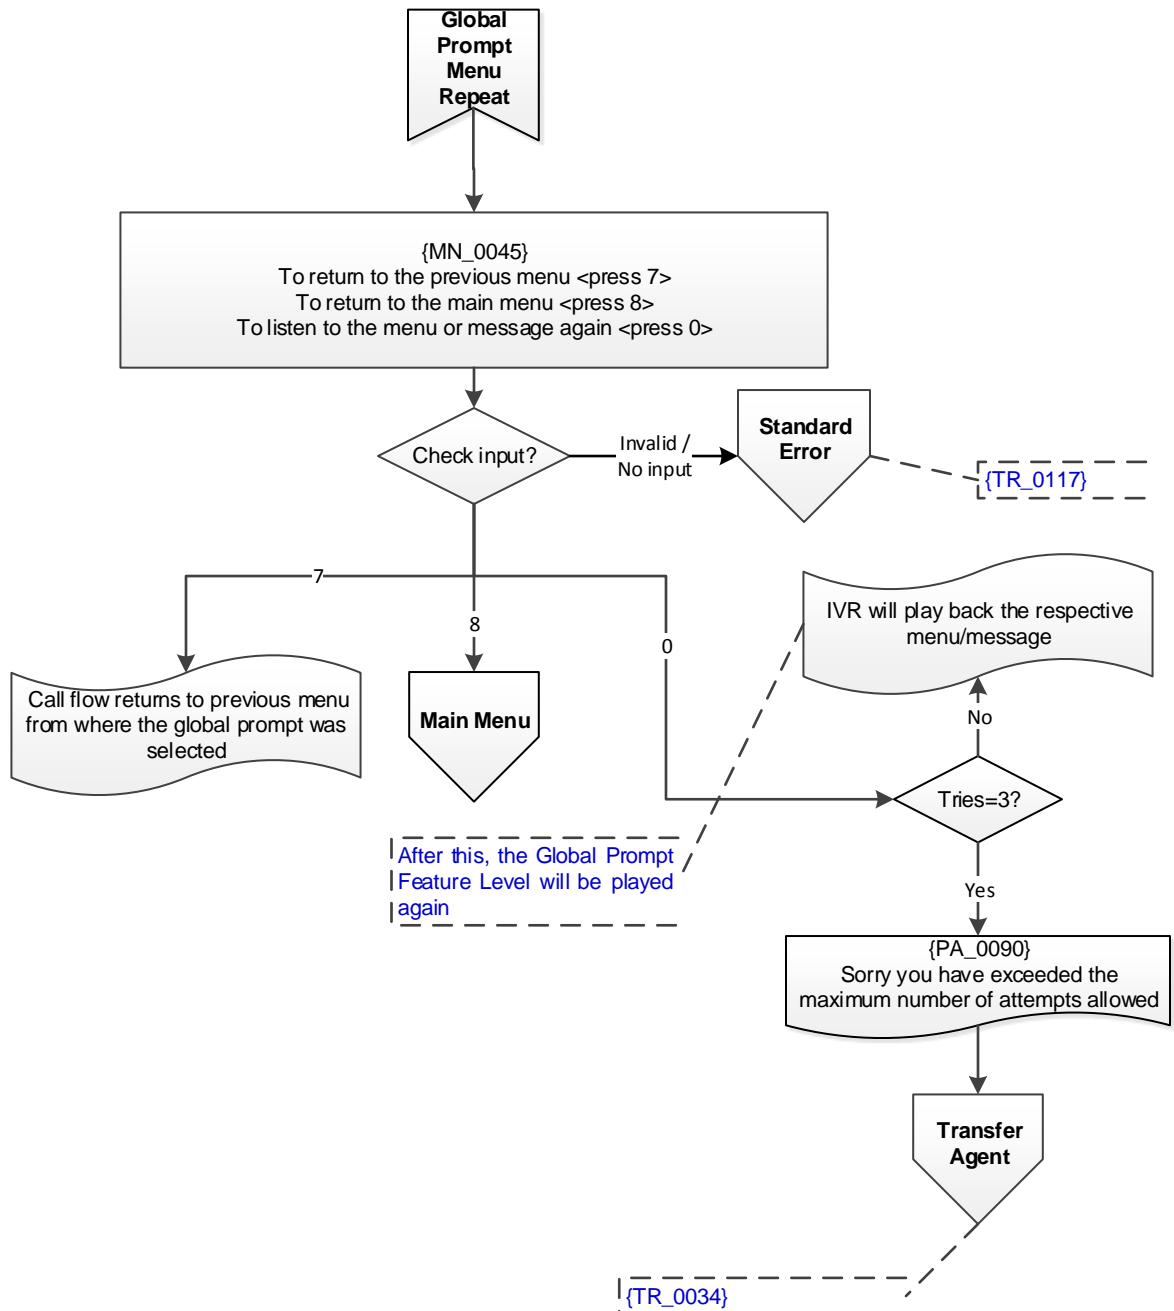 Global
Prompt
Menu
Repeat
{MN_0045}
To return to the previous menu <press 7>
To return to the main menu <press 8>
To listen to the menu or message again <press 0>
Check input?
Invalid /
No input
Standard
Error
{TR_0117}
7
8
0
IVR will play back the respective
menu/message
Call flow returns to previous menu
from where the global prompt was
selected
Main Menu
No
Tries=3?
After this, the Global Prompt
Feature Level will be played
again
Yes
{PA_0090}
Sorry you have exceeded the
maximum number of attempts allowed
Transfer
Agent
{TR_0034}